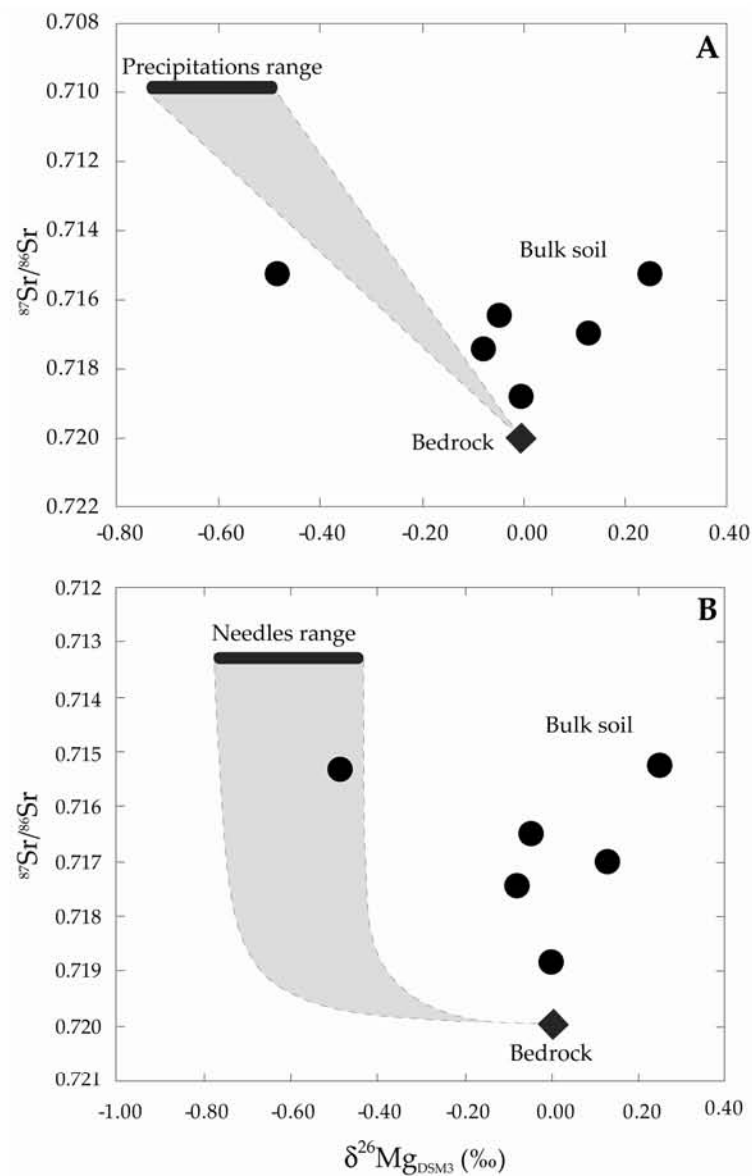 A
0.708
Precipitations range
0.710
0.712
0.714
⁸⁷Sr/⁸⁶Sr
Bulk soil
0.716
0.718
0.720
Bedrock
0.722
-0.80 -0.60 -0.40 -0.20 0.00 0.20 0.40
B
0.712
Needles range
0.713
0.714
Bulk soil
0.715
0.716
⁸⁷Sr/⁸⁶Sr
0.717
0.718
0.719
0.720
Bedrock
0.721
-1.00 -0.80 -0.60 -0.40 -0.20 0.00 0.20 0.40
δ²⁶Mg_DSM3 (‰)